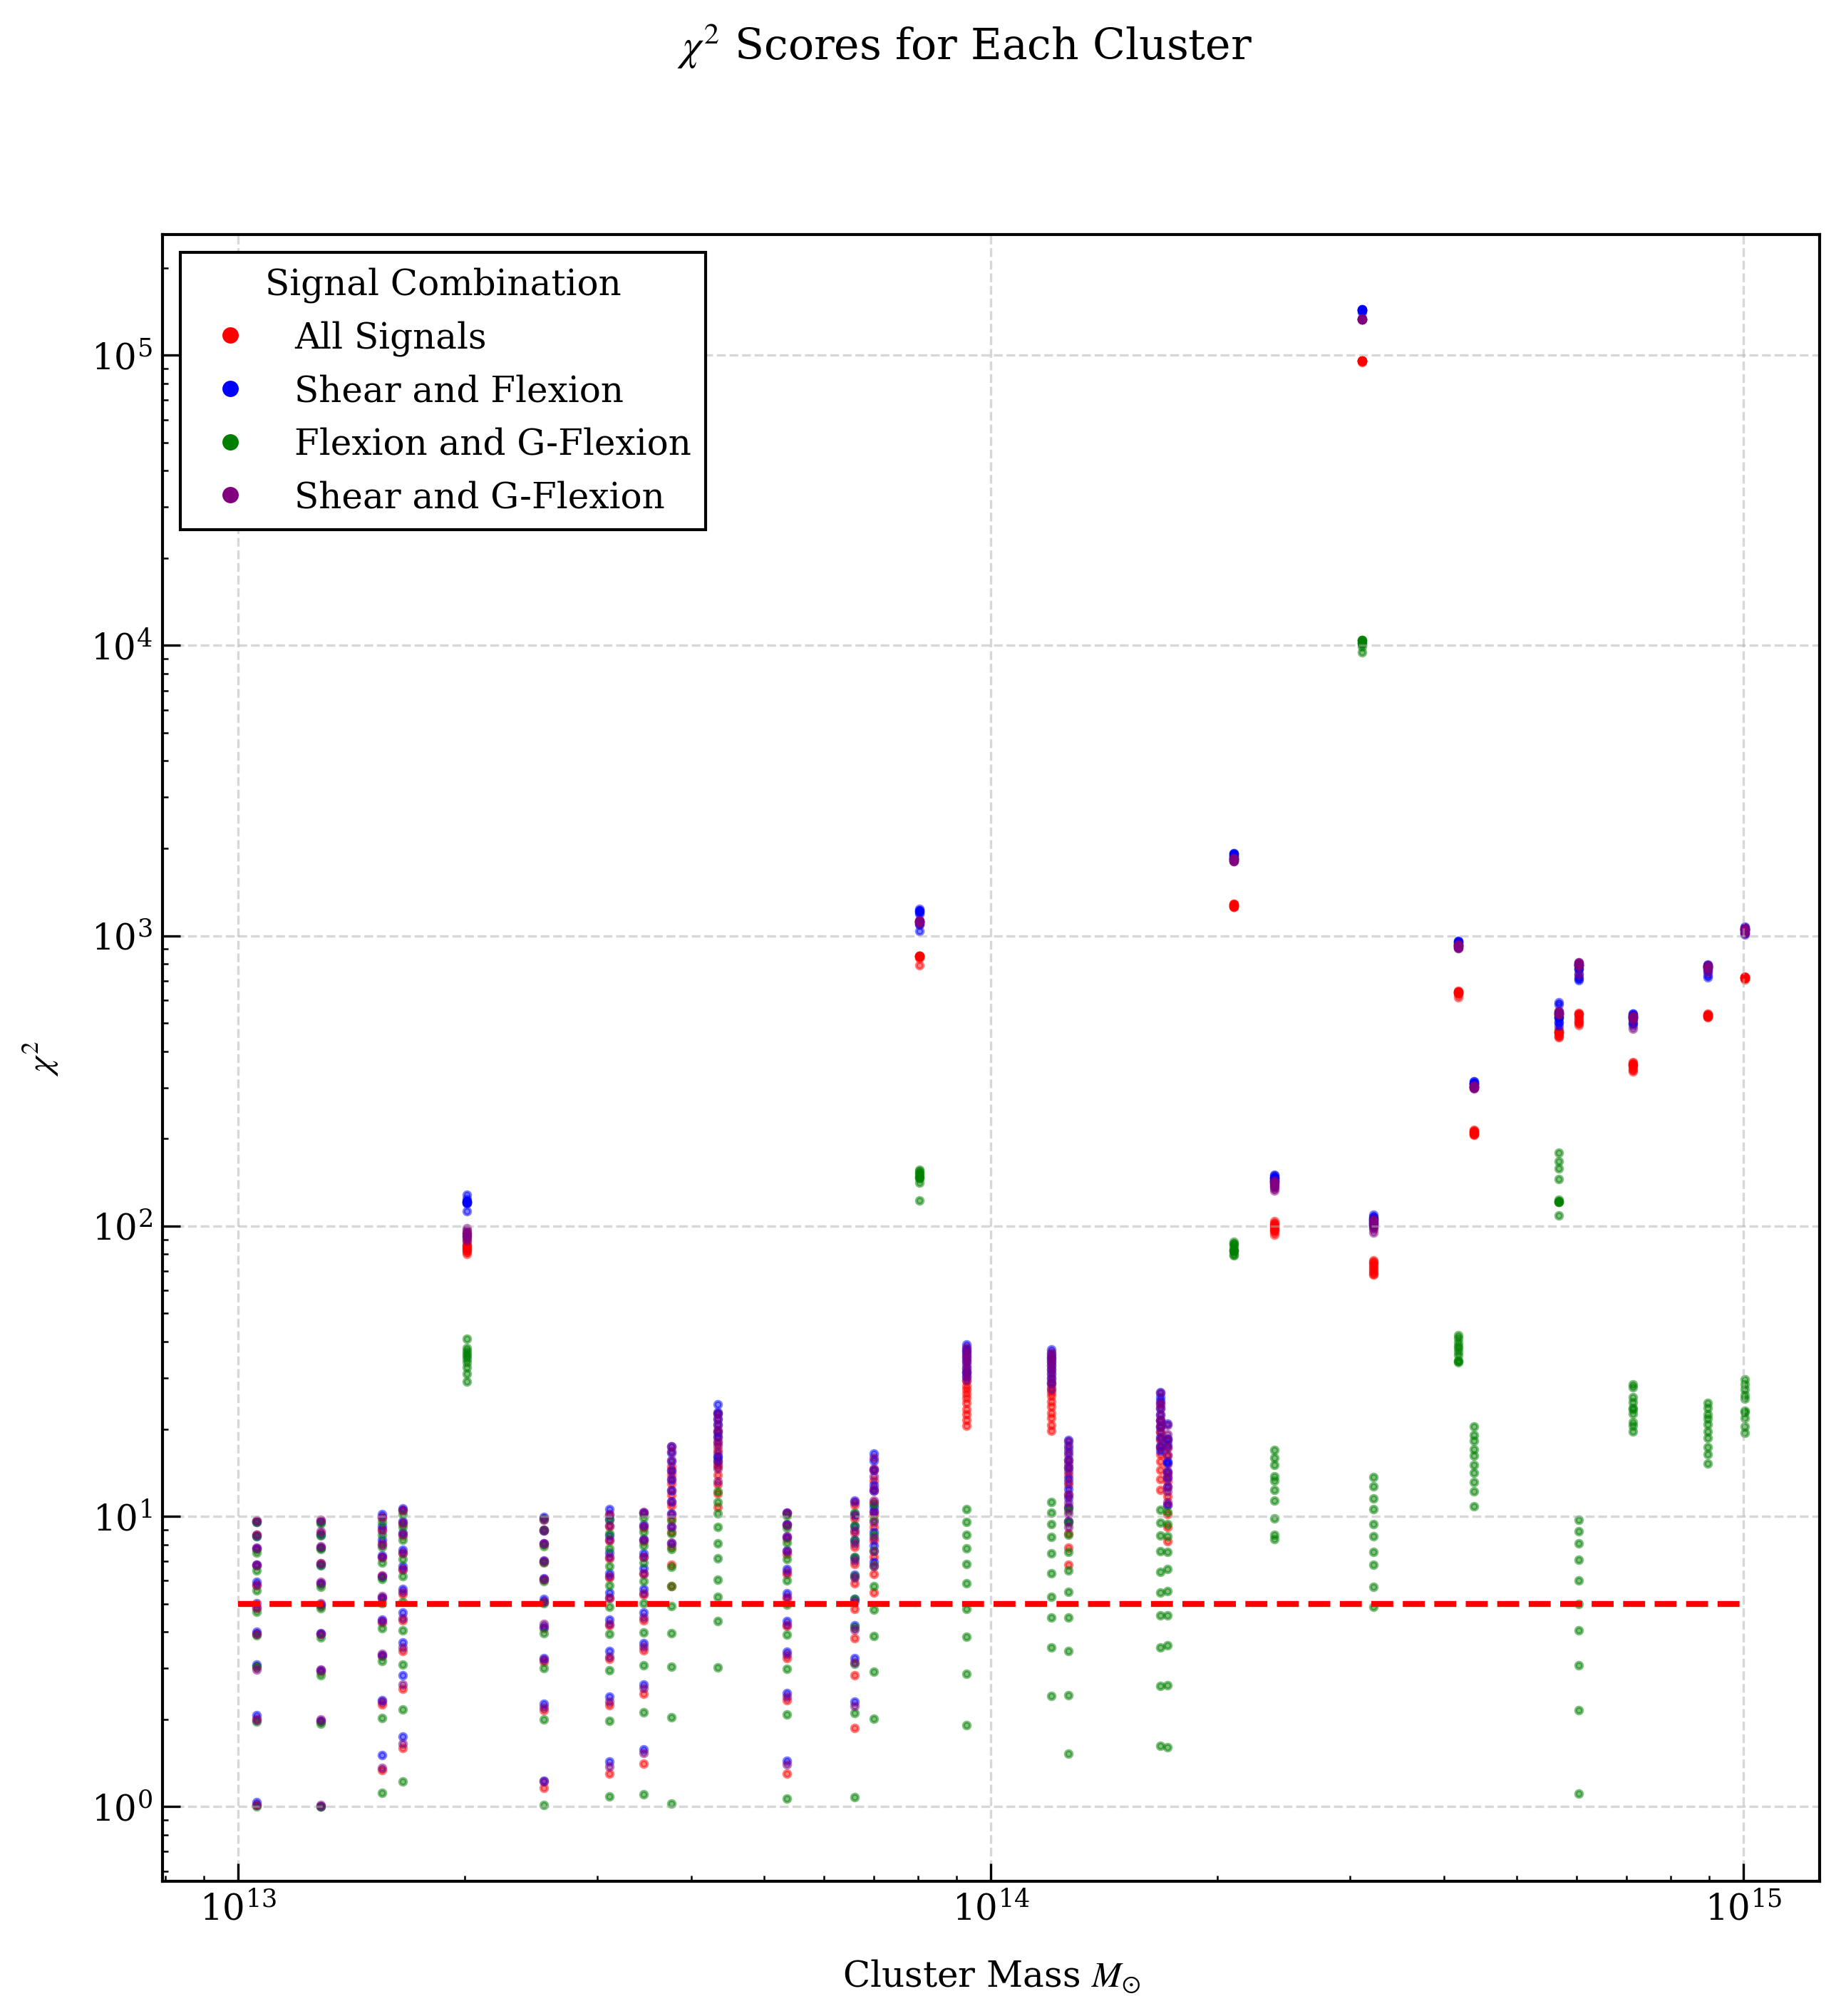 χ² Scores for Each Cluster
Signal Combination
All Signals
Shear and Flexion
Flexion and G-Flexion
Shear and G-Flexion
10⁵
10⁴
10³
10²
10¹
10⁰
χ²
10¹³ 10¹⁴ 10¹⁵
Cluster Mass M☉